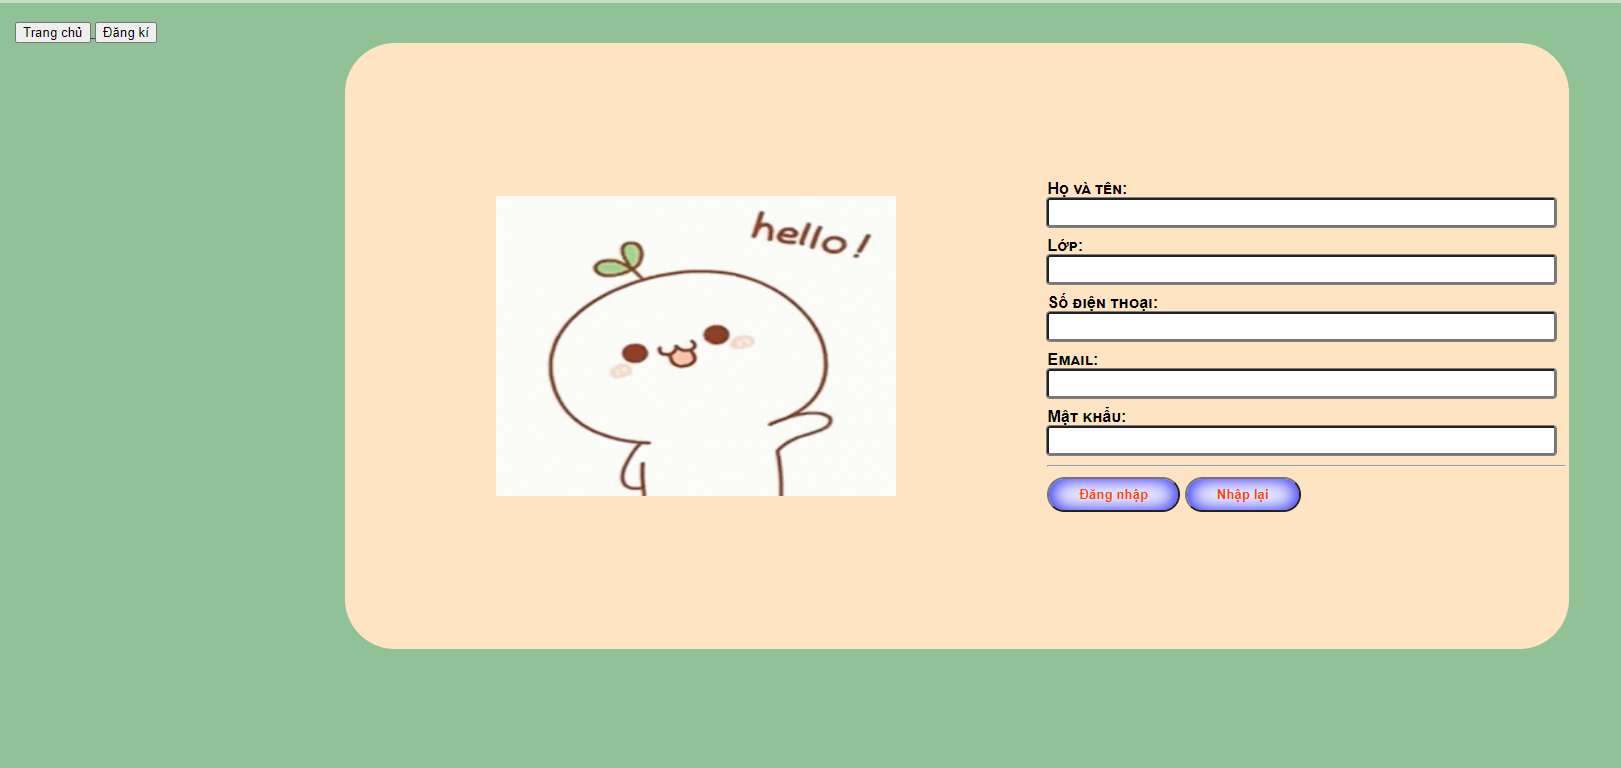 Trang chủ Đăng kí
hello!
Họ và tên:
Lớp:
Số điện thoại:
Email:
Mật khẩu:
Đăng nhập Nhập lại